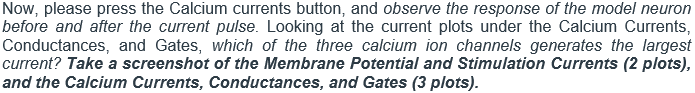 Now, please press the Calcium currents button, and observe the response of the model neuron
before and after the current pulse. Looking at the current plots under the Calcium Currents,
Conductances, and Gates, which of the three calcium ion channels generates the largest
current? Take a screenshot of the Membrane Potential and Stimulation Currents (2 plots),
and the Calcium Currents, Conductances, and Gates (3 plots).